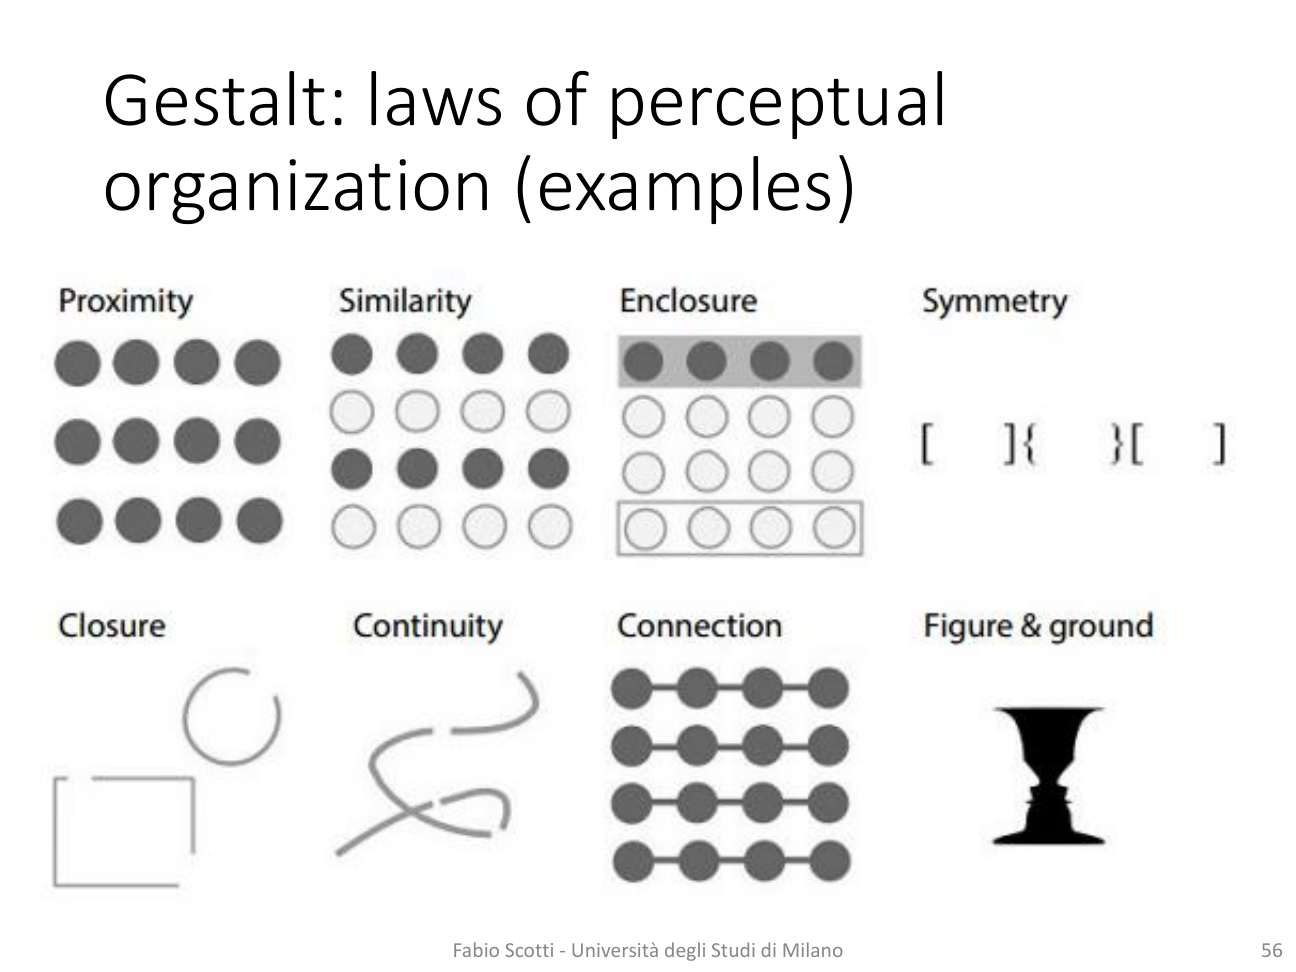 Gestalt: laws of perceptual
organization (examples)
Proximity
Similarity
Enclosure
Symmetry
[ ]{ }[ ]
Closure
Continuity
Connection
Figure & ground
Fabio Scotti - Università degli Studi di Milano
56